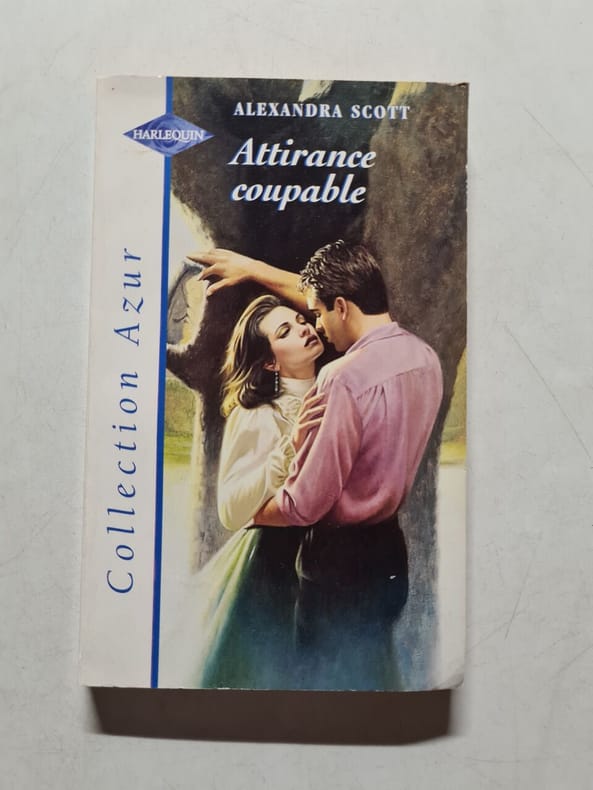 ALEXANDRA SCOTT
HARLEQUIN
Attirance
coupable
Collection Azur